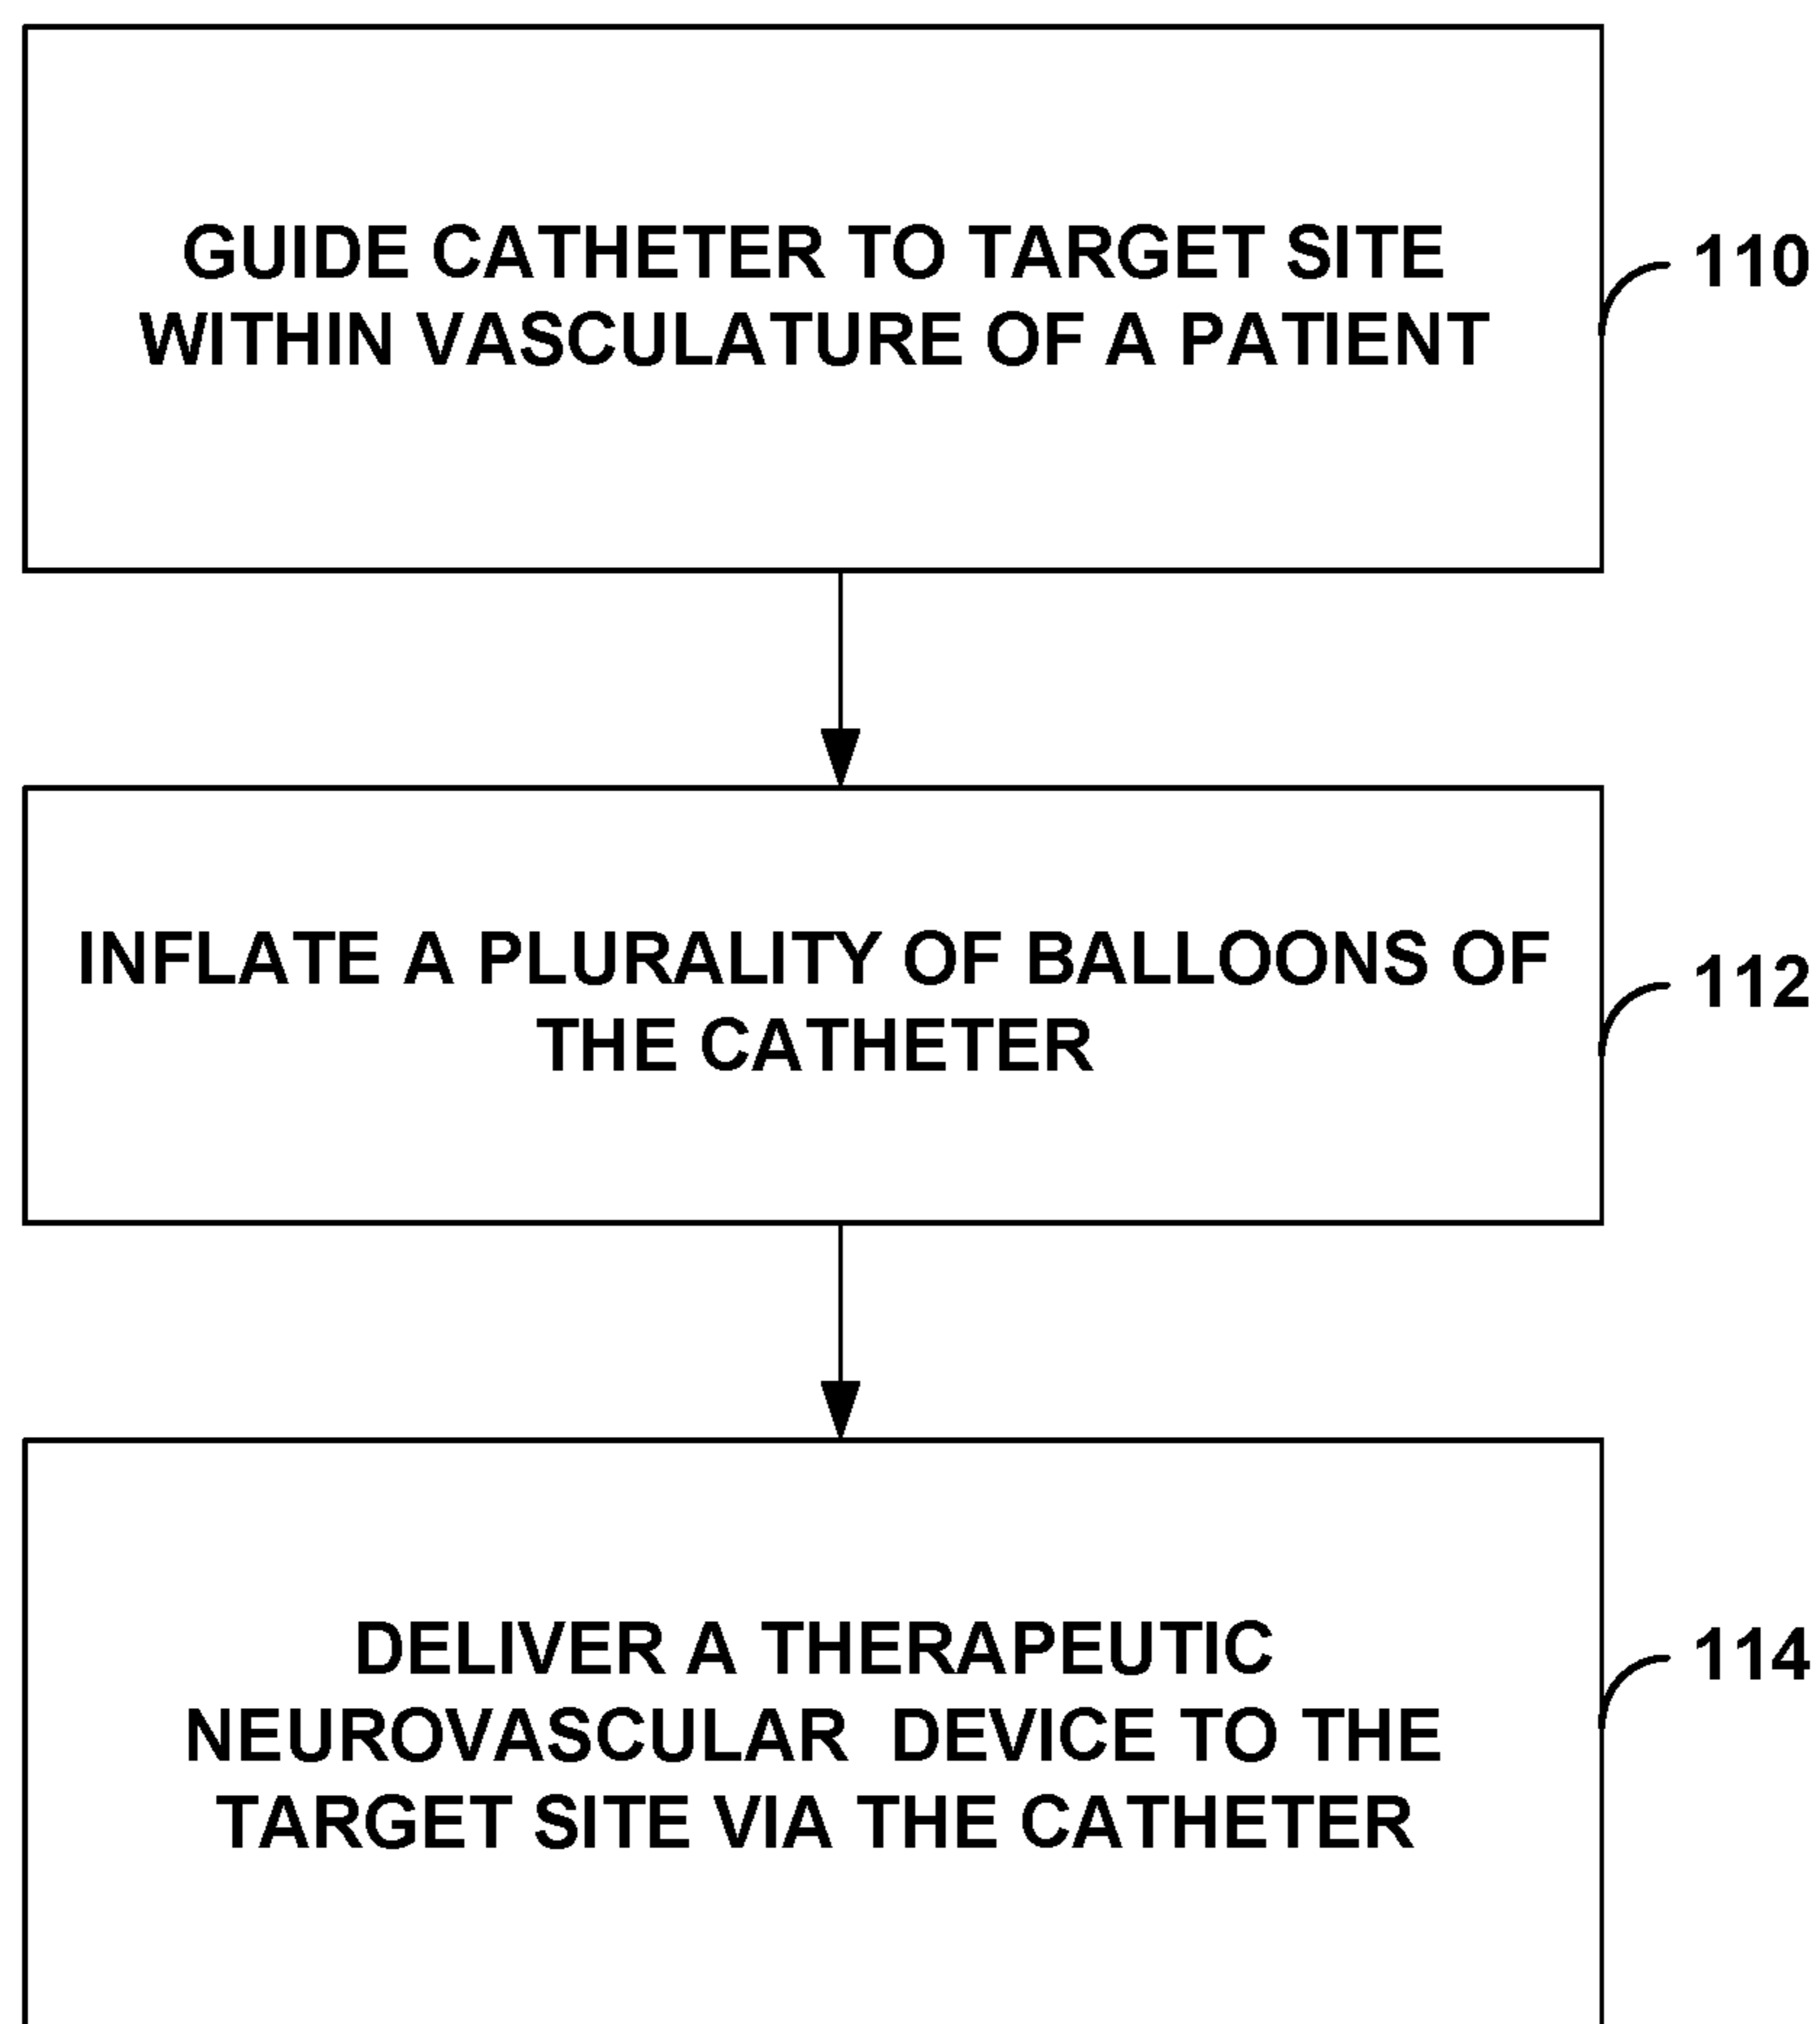 GUIDE CATHETER TO TARGET SITE
WITHIN VASCULATURE OF A PATIENT
110
INFLATE A PLURALITY OF BALLOONS OF
THE CATHETER
112
DELIVER A THERAPEUTIC
NEUROVASCULAR DEVICE TO THE
TARGET SITE VIA THE CATHETER
114